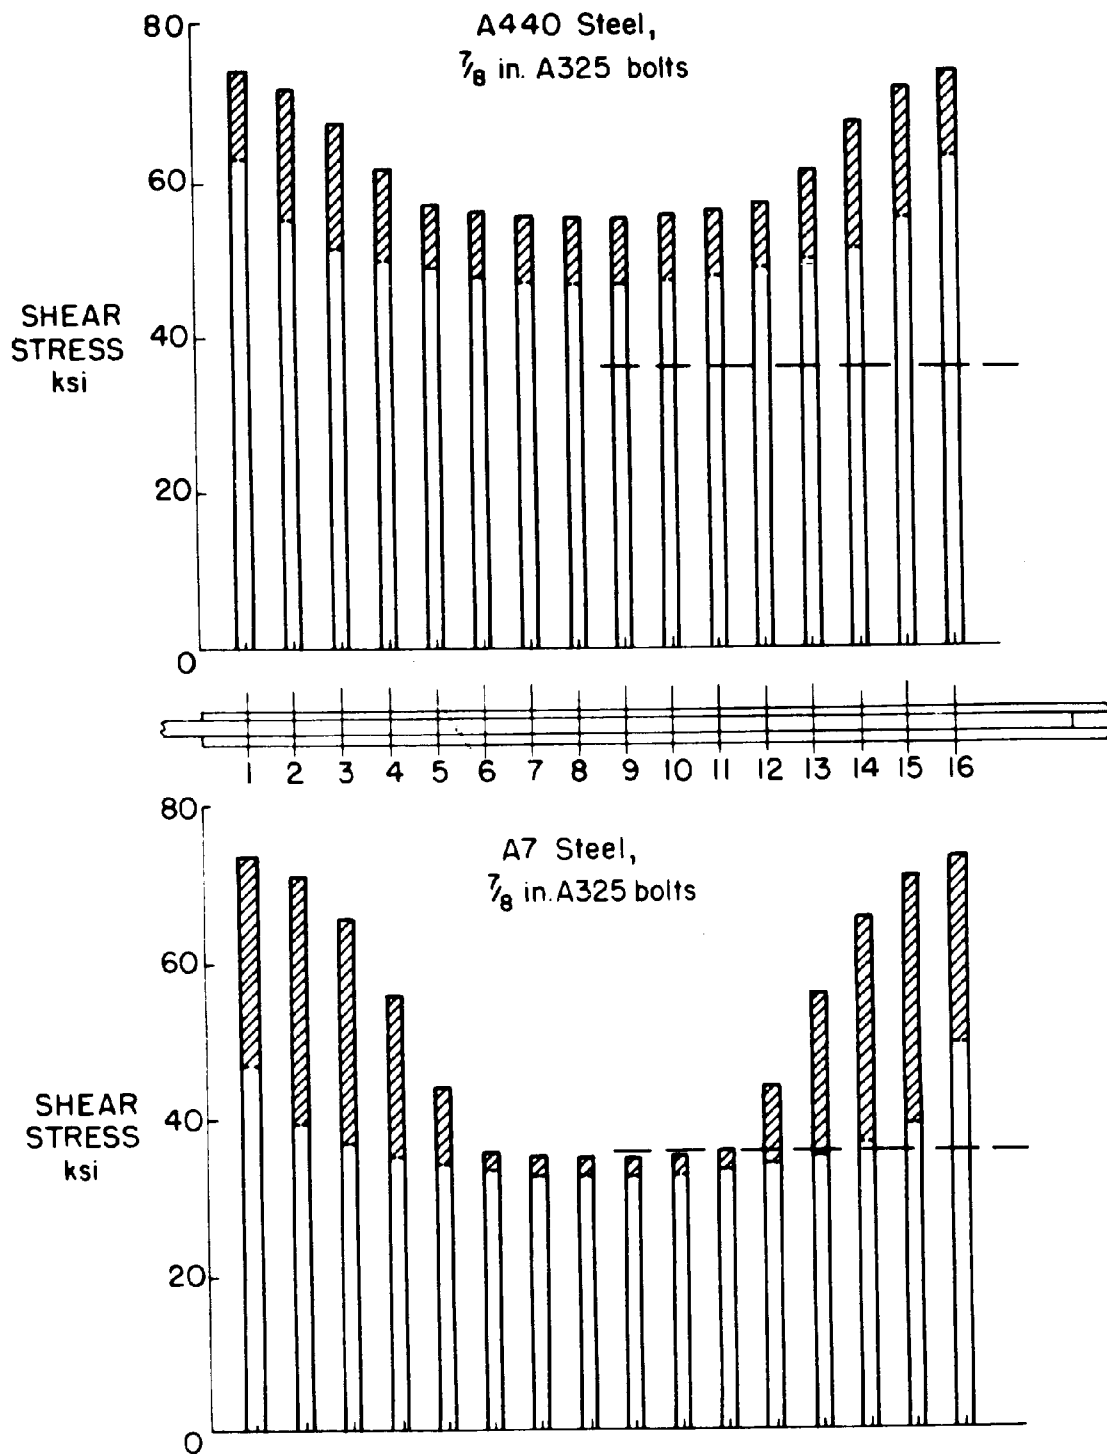 A440 Steel,
7/8 in. A325 bolts
80
60
40
20
0
SHEAR
STRESS
ksi
1 2 3 4 5 6 7 8 9 10 11 12 13 14 15 16
A7 Steel,
7/8 in. A325 bolts
80
60
40
20
0
SHEAR
STRESS
ksi